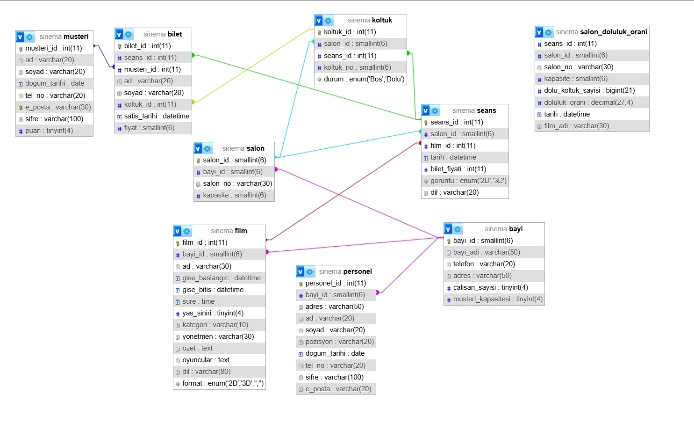 sinema musteri
musteri_id : int(11)
ad : varchar(20)
soyad : varchar(20)
dogum_tarihi : date
tel_no : varchar(20)
e_posta : varchar(30)
sifre : varchar(100)
puan : tinyint(4)
sinema bilet
bilet_id : int(11)
seans_id : int(11)
musteri_id : int(11)
ad : varchar(20)
soyad : varchar(20)
koltuk_id : int(11)
satis_tarihi : datetime
fiyat : smallint(6)
sinema koltuk
koltuk_id : int(11)
salon_id : smallint(6)
seans_id : int(11)
koltuk_no : smallint(6)
durum : enum('Bos','Dolu')
sinema salon_doluluk_orani
seans_id : int(11)
salon_id : smallint(6)
salon_no : varchar(30)
kapasite : smallint(6)
dolu_koltuk_sayisi : bigint(21)
doluluk_orani : decimal(27,4)
tarih : datetime
film_adi : varchar(30)
sinema seans
seans_id : int(11)
salon_id : smallint(6)
film_id : int(11)
tarih : datetime
bilet_fiyati : int(11)
goruntu : enum('2D','3D')
dil : varchar(20)
sinema salon
salon_id : smallint(6)
bayi_id : smallint(6)
salon_no : varchar(30)
kapasite : smallint(6)
sinema film
film_id : int(11)
bayi_id : smallint(6)
ad : varchar(30)
gise_baslangic : datetime
gise_bitis : datetime
sure : time
yas_siniri : tinyint(4)
kategori : varchar(10)
yonetmen : varchar(30)
ozet : text
oyuncular : text
dil : varchar(80)
format : enum('2D','3D','','')
sinema personel
personel_id : int(11)
bayi_id : smallint(6)
adres : varchar(50)
ad : varchar(20)
soyad : varchar(20)
pozisyon : varchar(20)
dogum_tarihi : date
tel_no : varchar(20)
sifre : varchar(100)
e_posta : varchar(20)
sinema bayi
bayi_id : smallint(6)
bayi_adi : varchar(50)
telefon : varchar(20)
adres : varchar(50)
calisan_sayisi : tinyint(4)
musteri_kapasitesi : tinyint(4)